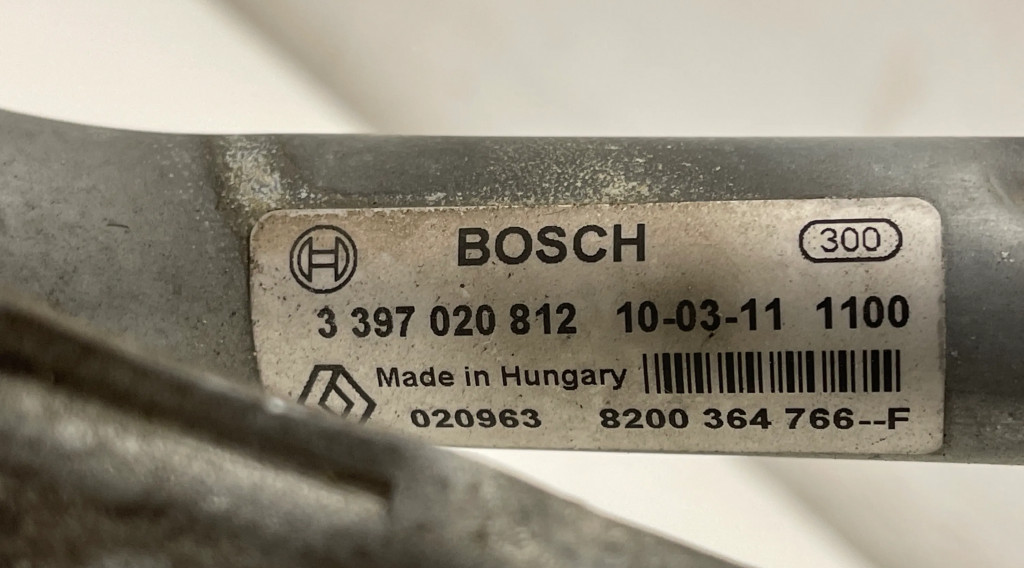 BOSCH 300
3 397 020 812 10-03-11 1100
Made in Hungary
020963 8200 364 766--F